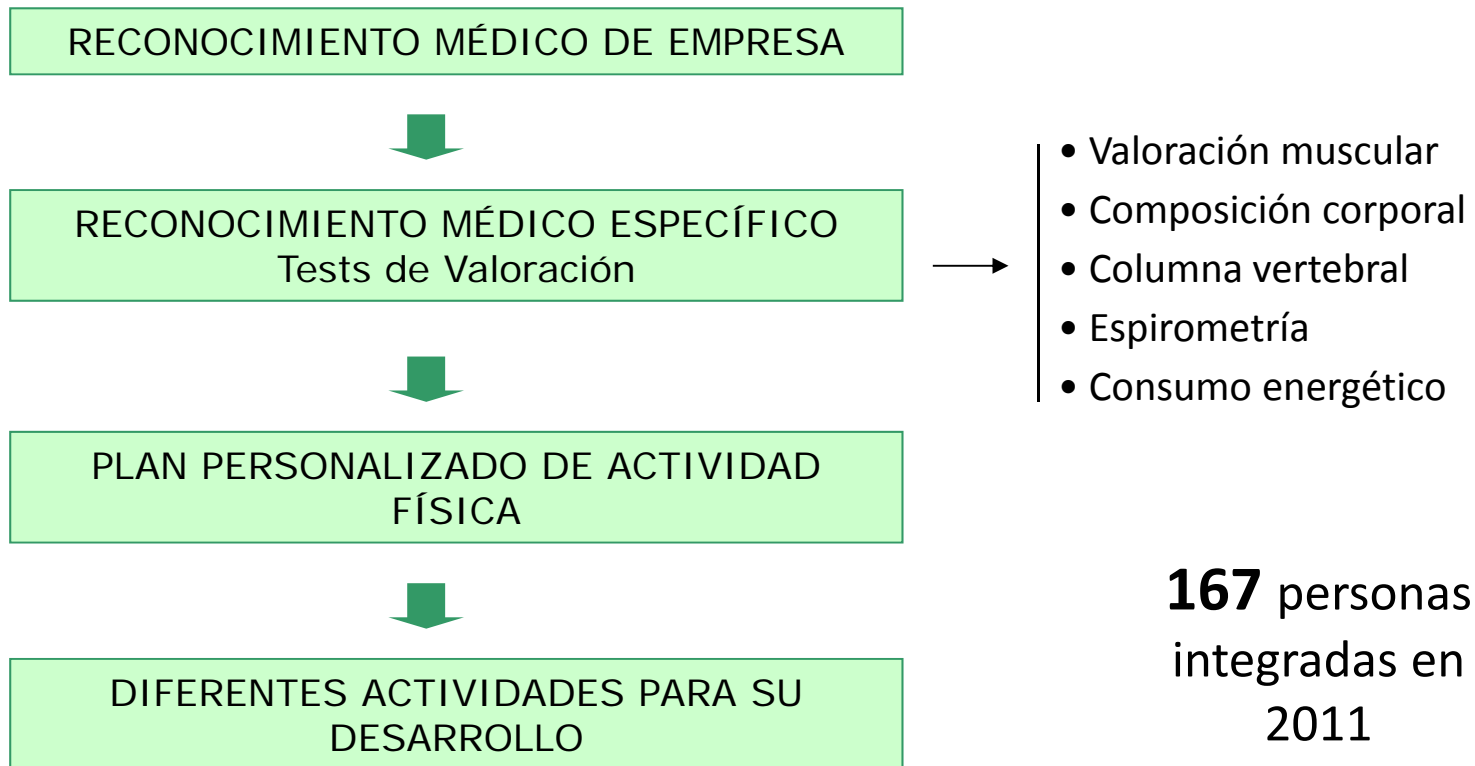 RECONOCIMIENTO MÉDICO DE EMPRESA
RECONOCIMIENTO MÉDICO ESPECÍFICO
Tests de Valoración
• Valoración muscular
• Composición corporal
• Columna vertebral
• Espirometría
• Consumo energético
PLAN PERSONALIZADO DE ACTIVIDAD
FÍSICA
DIFERENTES ACTIVIDADES PARA SU
DESARROLLO
167 personas
integradas en
2011